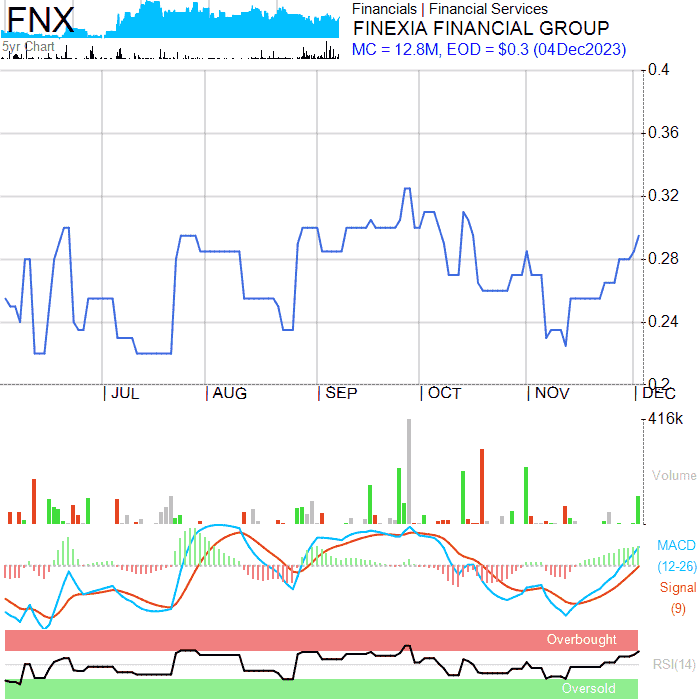 FNX
5yr Chart
Financials | Financial Services
FINEXIA FINANCIAL GROUP
MC = 12.8M, EOD = $0.3 (04Dec2023)
0.4
0.36
0.32
0.28
0.24
0.2
JUL AUG SEP OCT NOV DEC
416k
Volume
MACD
(12-26)
Signal
(9)
Overbought
RSI(14)
Oversold